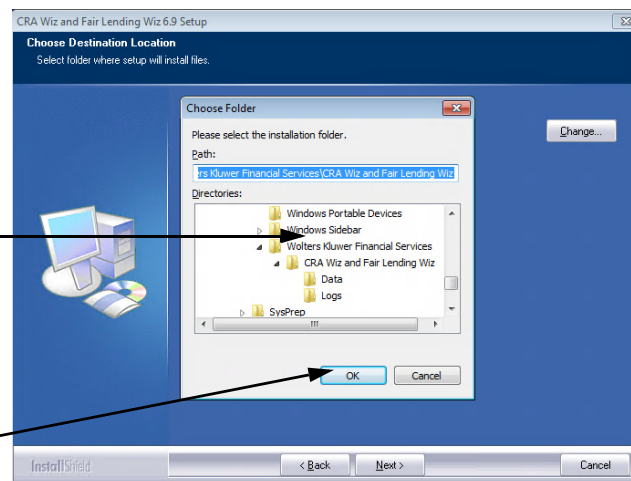 CRA Wiz and Fair Lending Wiz 6.9 Setup
Choose Destination Location
Select folder where setup will install files.
Choose Folder
Please select the installation folder.
Path:
ers Kluwer Financial Services\CRA Wiz and Fair Lending Wiz
Directories:
Windows Portable Devices
Windows Sidebar
Wolters Kluwer Financial Services
CRA Wiz and Fair Lending Wiz
Data
Logs
SysPrep
OK
Cancel
Change...
InstallShield
< Back
Next >
Cancel